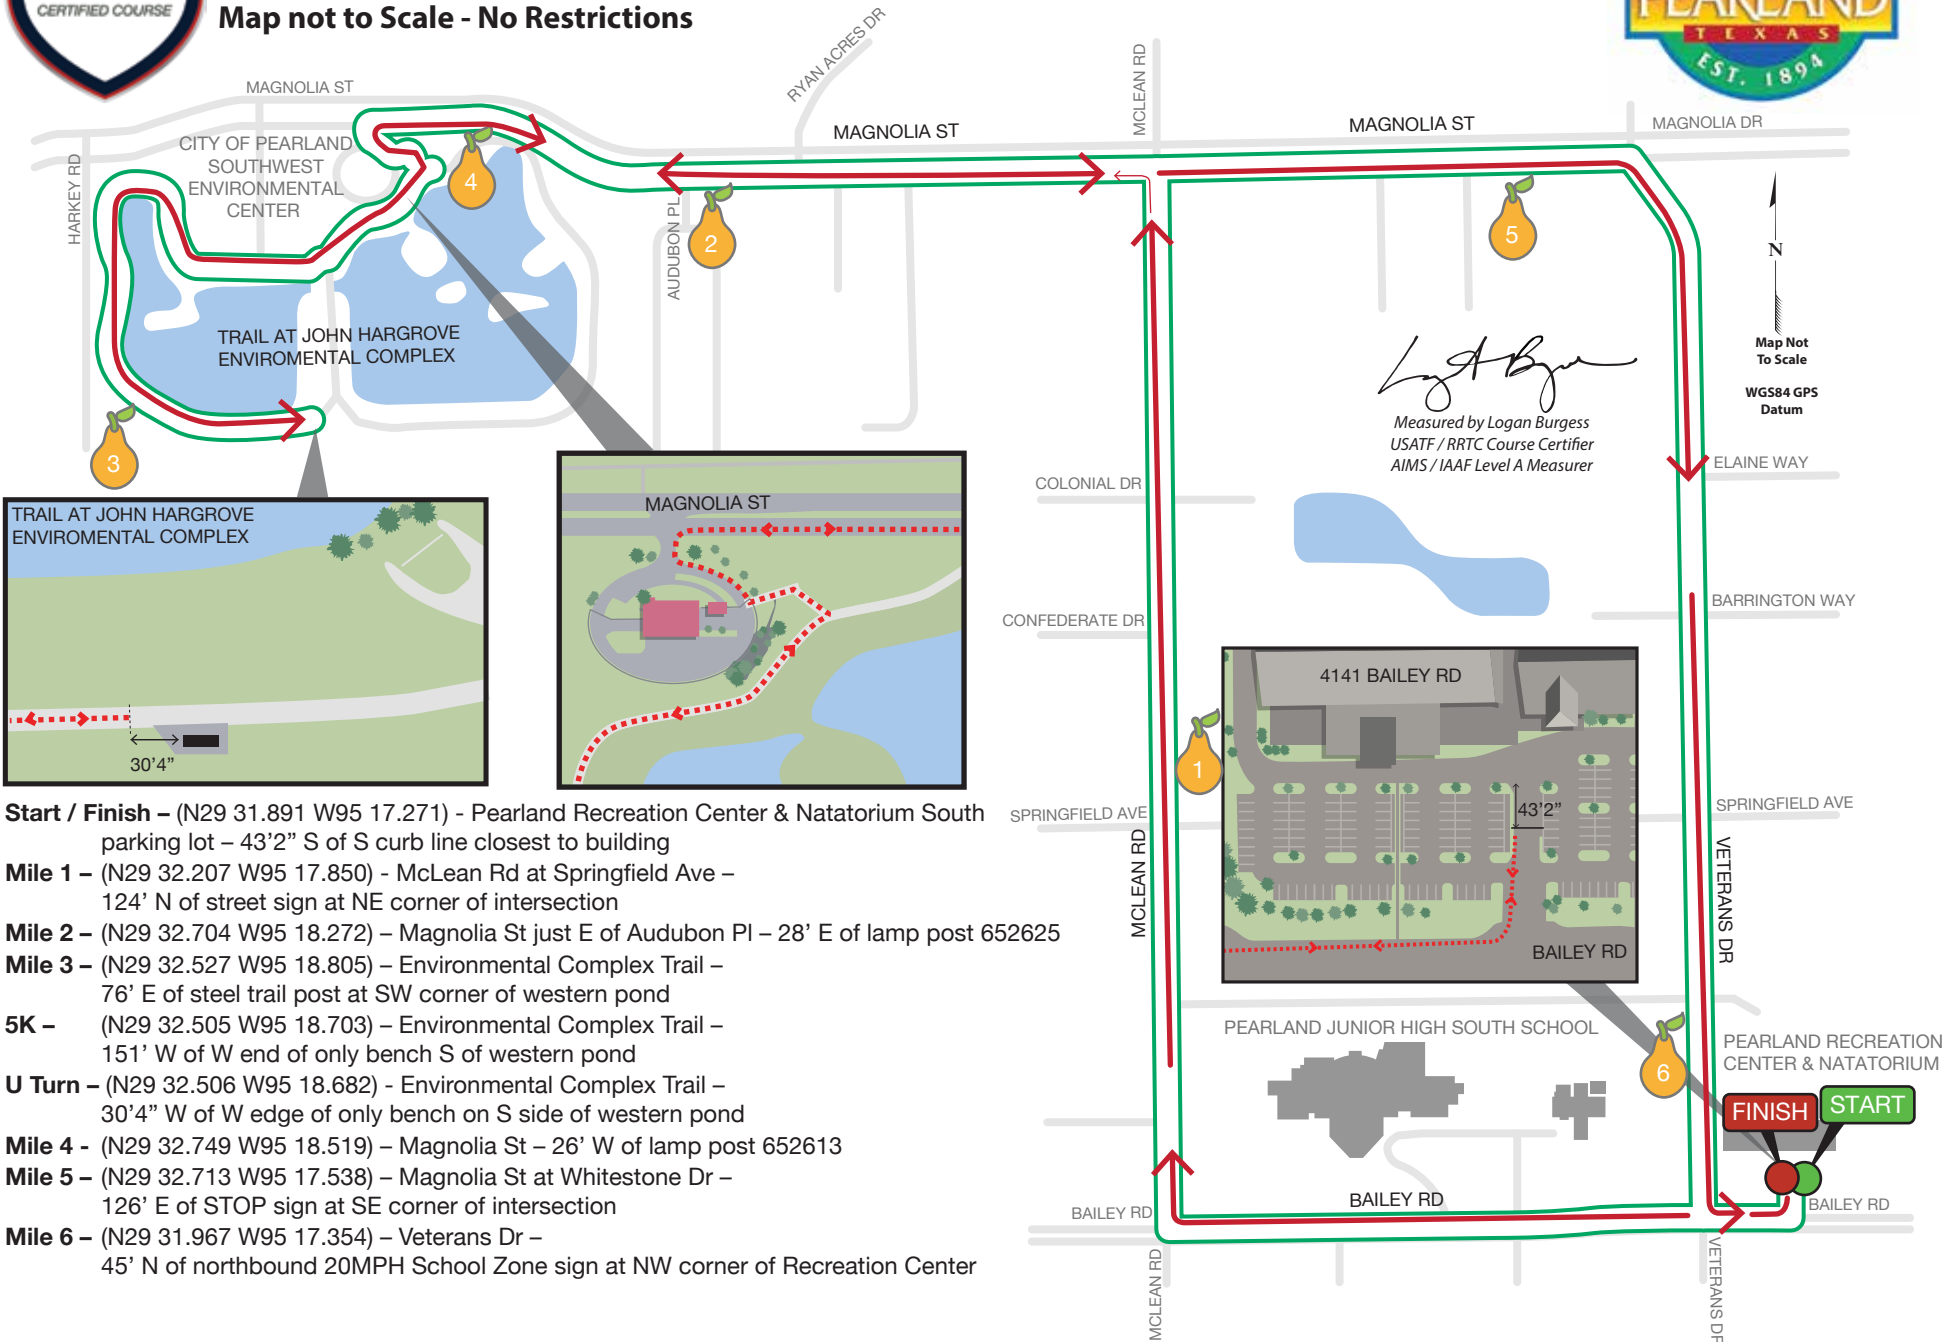 CERTIFIED COURSE
Map not to Scale - No Restrictions
PEARLAND
TEXAS
EST. 1894
MAGNOLIA ST
RYAN ACRES DR
MCLEAN RD
MAGNOLIA ST
MAGNOLIA ST
MAGNOLIA DR
HARKEY RD
CITY OF PEARLAND
SOUTHWEST
ENVIRONMENTAL
CENTER
4
AUDUBON PL
2
5
N
Map Not
To Scale
WGS84 GPS
Datum
TRAIL AT JOHN HARGROVE
ENVIROMENTAL COMPLEX
3
Measured by Logan Burgess
USATF / RRTC Course Certifier
AIMS / IAAF Level A Measurer
ELAINE WAY
COLONIAL DR
TRAIL AT JOHN HARGROVE
ENVIROMENTAL COMPLEX
30'4"
MAGNOLIA ST
BARRINGTON WAY
CONFEDERATE DR
4141 BAILEY RD
1
43'2"
BAILEY RD
SPRINGFIELD AVE
SPRINGFIELD AVE
MCLEAN RD
VETERANS DR
Start / Finish – (N29 31.891 W95 17.271) - Pearland Recreation Center & Natatorium South
parking lot – 43'2” S of S curb line closest to building
Mile 1 – (N29 32.207 W95 17.850) - McLean Rd at Springfield Ave –
124’ N of street sign at NE corner of intersection
Mile 2 – (N29 32.704 W95 18.272) – Magnolia St just E of Audubon Pl – 28’ E of lamp post 652625
Mile 3 – (N29 32.527 W95 18.805) – Environmental Complex Trail –
76’ E of steel trail post at SW corner of western pond
5K – (N29 32.505 W95 18.703) – Environmental Complex Trail –
151’ W of W end of only bench S of western pond
U Turn – (N29 32.506 W95 18.682) - Environmental Complex Trail –
30’4” W of W edge of only bench on S side of western pond
Mile 4 - (N29 32.749 W95 18.519) – Magnolia St – 26’ W of lamp post 652613
Mile 5 – (N29 32.713 W95 17.538) – Magnolia St at Whitestone Dr –
126’ E of STOP sign at SE corner of intersection
Mile 6 – (N29 31.967 W95 17.354) – Veterans Dr –
45’ N of northbound 20MPH School Zone sign at NW corner of Recreation Center
PEARLAND JUNIOR HIGH SOUTH SCHOOL
6
PEARLAND RECREATION
CENTER & NATATORIUM
FINISH
START
BAILEY RD
BAILEY RD
BAILEY RD
MCLEAN RD
VETERANS DR